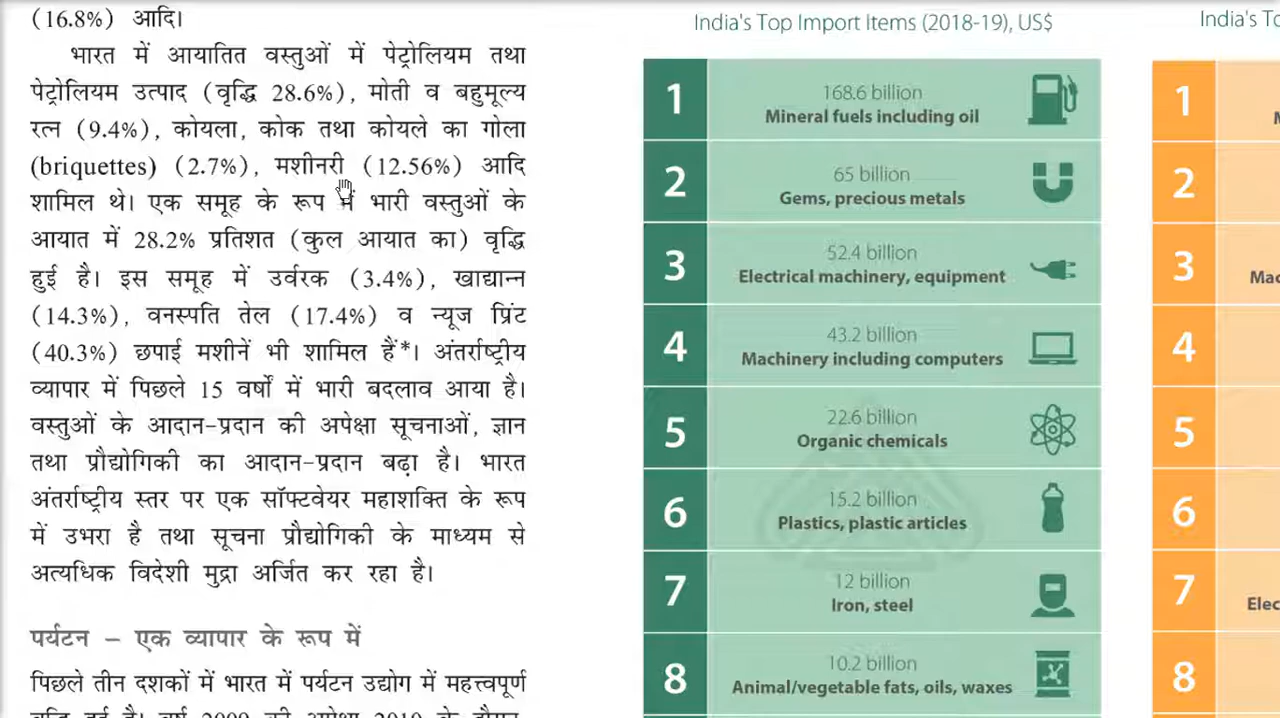 (16.8%) आदि।
भारत में आयातित वस्तुओं में पेट्रोलियम तथा
पेट्रोलियम उत्पाद (वृद्धि 28.6%), मोती व बहुमूल्य
रत्न (9.4%), कोयला, कोक तथा कोयले का गोला
(briquettes) (2.7%), मशीनरी (12.56%) आदि
शामिल थे। एक समूह के रूप में भारी वस्तुओं के
आयात में 28.2% प्रतिशत (कुल आयात का) वृद्धि
हुई है। इस समूह में उर्वरक (3.4%), खाद्यान्न
(14.3%), वनस्पति तेल (17.4%) व न्यूज प्रिंट
(40.3%) छपाई मशीनें भी शामिल हैं*। अंतर्राष्ट्रीय
व्यापार में पिछले 15 वर्षों में भारी बदलाव आया है।
वस्तुओं के आदान-प्रदान की अपेक्षा सूचनाओं, ज्ञान
तथा प्रौद्योगिकी का आदान-प्रदान बढ़ा है। भारत
अंतर्राष्ट्रीय स्तर पर एक सॉफ्टवेयर महाशक्ति के रूप
में उभरा है तथा सूचना प्रौद्योगिकी के माध्यम से
अत्यधिक विदेशी मुद्रा अर्जित कर रहा है।
पर्यटन – एक व्यापार के रूप में
पिछले तीन दशकों में भारत में पर्यटन उद्योग में महत्त्वपूर्ण
India's Top Import Items (2018-19), US$
1
168.6 billion
Mineral fuels including oil
2
65 billion
Gems, precious metals
3
52.4 billion
Electrical machinery, equipment
4
43.2 billion
Machinery including computers
5
22.6 billion
Organic chemicals
6
15.2 billion
Plastics, plastic articles
7
12 billion
Iron, steel
8
10.2 billion
Animal/vegetable fats, oils, waxes
India's
1
2
3
4
5
6
7
8